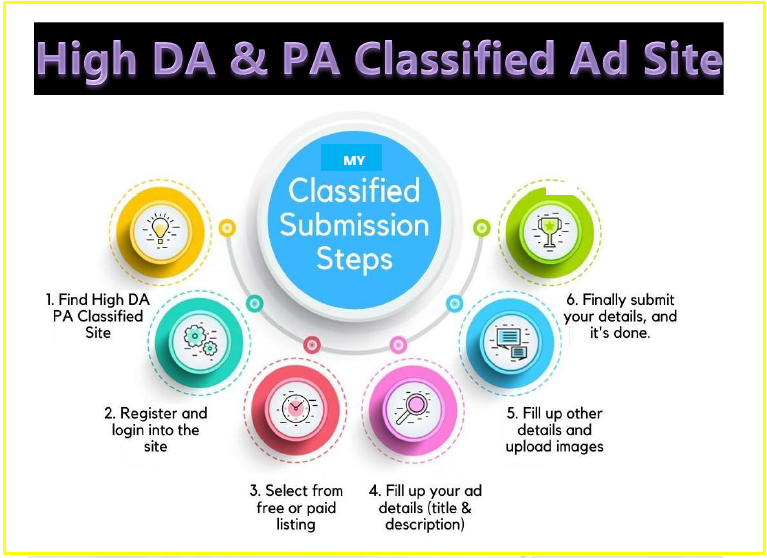 High DA & PA Classified Ad Site
MY
Classified
Submission
Steps
1. Find High DA
PA Classified
Site
2. Register and
login into the
site
3. Select from
free or paid
listing
4. Fill up your ad
details (title &
description)
5. Fill up other
details and
upload images
6. Finally submit
your details, and
it's done.